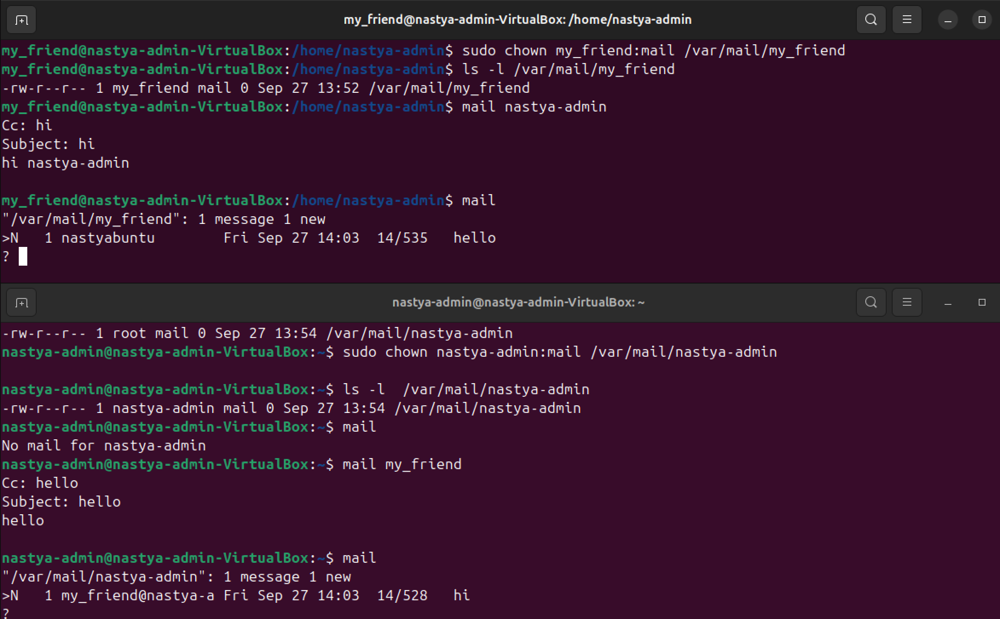 my_friend@nastya-admin-VirtualBox: /home/nastya-admin
my_friend@nastya-admin-VirtualBox:/home/nastya-admin$ sudo chown my_friend:mail /var/mail/my_friend
my_friend@nastya-admin-VirtualBox:/home/nastya-admin$ ls -l /var/mail/my_friend
-rw-r--r-- 1 my_friend mail 0 Sep 27 13:52 /var/mail/my_friend
my_friend@nastya-admin-VirtualBox:/home/nastya-admin$ mail nastya-admin
Cc: hi
Subject: hi
hi nastya-admin
my_friend@nastya-admin-VirtualBox:/home/nastya-admin$ mail
"/var/mail/my_friend": 1 message 1 new
>N   1 nastyabuntu        Fri Sep 27 14:03  14/535   hello
?
nastya-admin@nastya-admin-VirtualBox: ~
-rw-r--r-- 1 root mail 0 Sep 27 13:54 /var/mail/nastya-admin
nastya-admin@nastya-admin-VirtualBox:~$ sudo chown nastya-admin:mail /var/mail/nastya-admin
nastya-admin@nastya-admin-VirtualBox:~$ ls -l  /var/mail/nastya-admin
-rw-r--r-- 1 nastya-admin mail 0 Sep 27 13:54 /var/mail/nastya-admin
nastya-admin@nastya-admin-VirtualBox:~$ mail
No mail for nastya-admin
nastya-admin@nastya-admin-VirtualBox:~$ mail my_friend
Cc: hello
Subject: hello
hello
nastya-admin@nastya-admin-VirtualBox:~$ mail
"/var/mail/nastya-admin": 1 message 1 new
>N   1 my_friend@nastya-a Fri Sep 27 14:03  14/528   hi
?